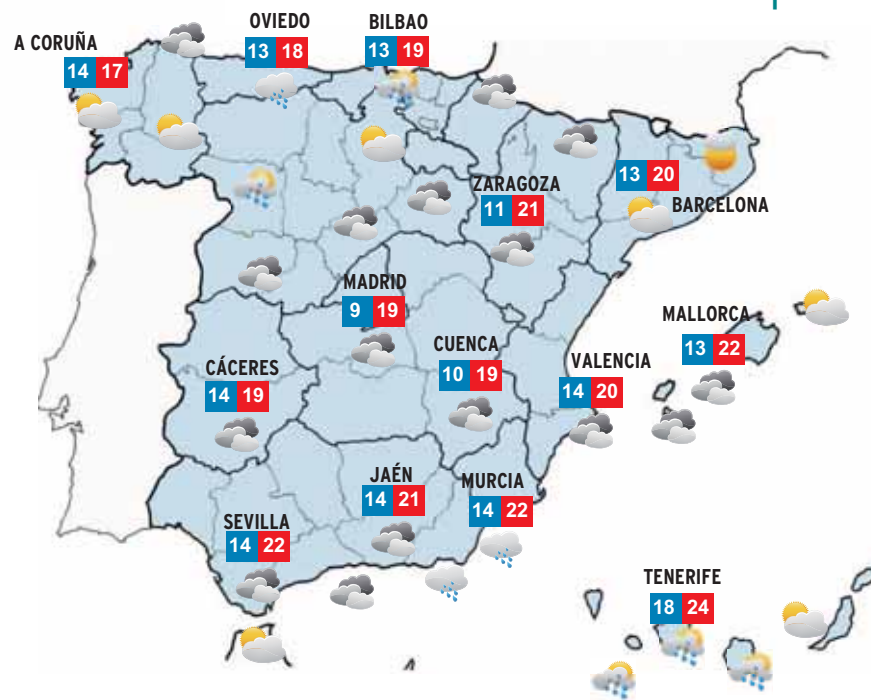 OVIEDO
13 18
BILBAO
13 19
A CORUÑA
14 17
ZARAGOZA
11 21
13 20
BARCELONA
MADRID
9 19
MALLORCA
13 22
CUENCA
10 19
VALENCIA
14 20
CÁCERES
14 19
JAÉN
14 21
MURCIA
14 22
SEVILLA
14 22
TENERIFE
18 24